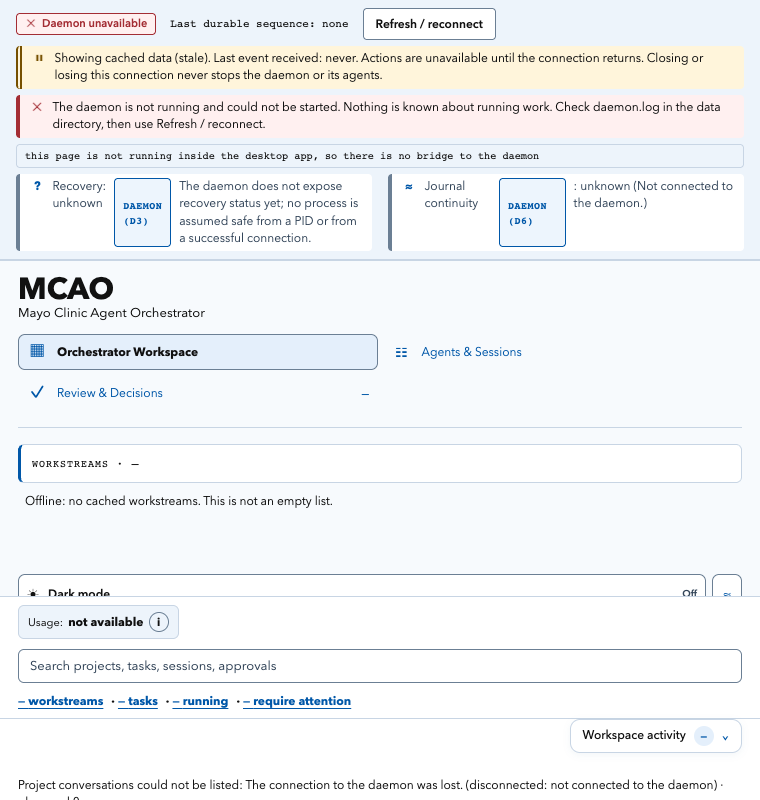 Daemon unavailable
Last durable sequence: none
Refresh / reconnect
Showing cached data (stale). Last event received: never. Actions are unavailable until the connection returns. Closing or
losing this connection never stops the daemon or its agents.
The daemon is not running and could not be started. Nothing is known about running work. Check daemon.log in the data
directory, then use Refresh / reconnect.
this page is not running inside the desktop app, so there is no bridge to the daemon
? Recovery:
unknown
DAEMON
(D3)
The daemon does not expose
recovery status yet; no process is
assumed safe from a PID or from
a successful connection.
≈ Journal
continuity
DAEMON
(D6)
: unknown (Not connected to
the daemon.)
MCAO
Mayo Clinic Agent Orchestrator
Orchestrator Workspace
Agents & Sessions
Review & Decisions —
WORKSTREAMS · —
Offline: no cached workstreams. This is not an empty list.
Dark mode Off ≈
Usage: not available i
Search projects, tasks, sessions, approvals
— workstreams · — tasks · — running · — require attention
Workspace activity —
Project conversations could not be listed: The connection to the daemon was lost. (disconnected: not connected to the daemon) ·